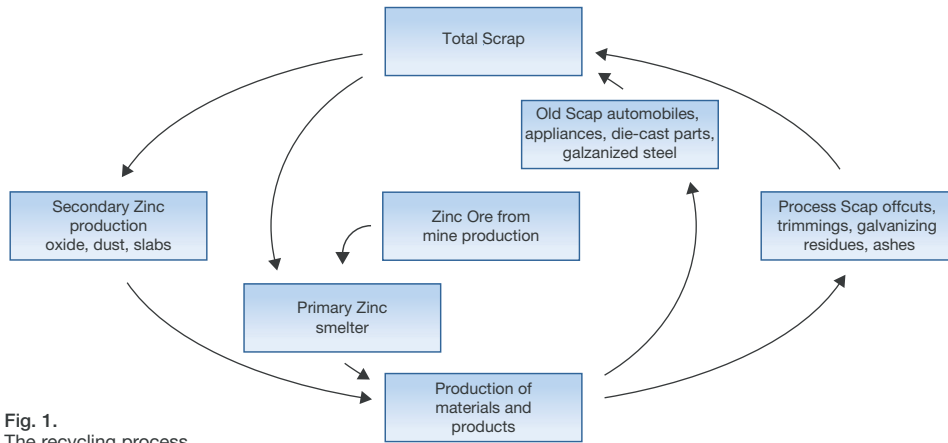 Total Scrap
Old Scap automobiles,
appliances, die-cast parts,
galzanized steel
Secondary Zinc
production
oxide, dust, slabs
Zinc Ore from
mine production
Process Scap offcuts,
trimmings, galvanizing
residues, ashes
Primary Zinc
smelter
Production of
materials and
products
Fig. 1.
The recycling process